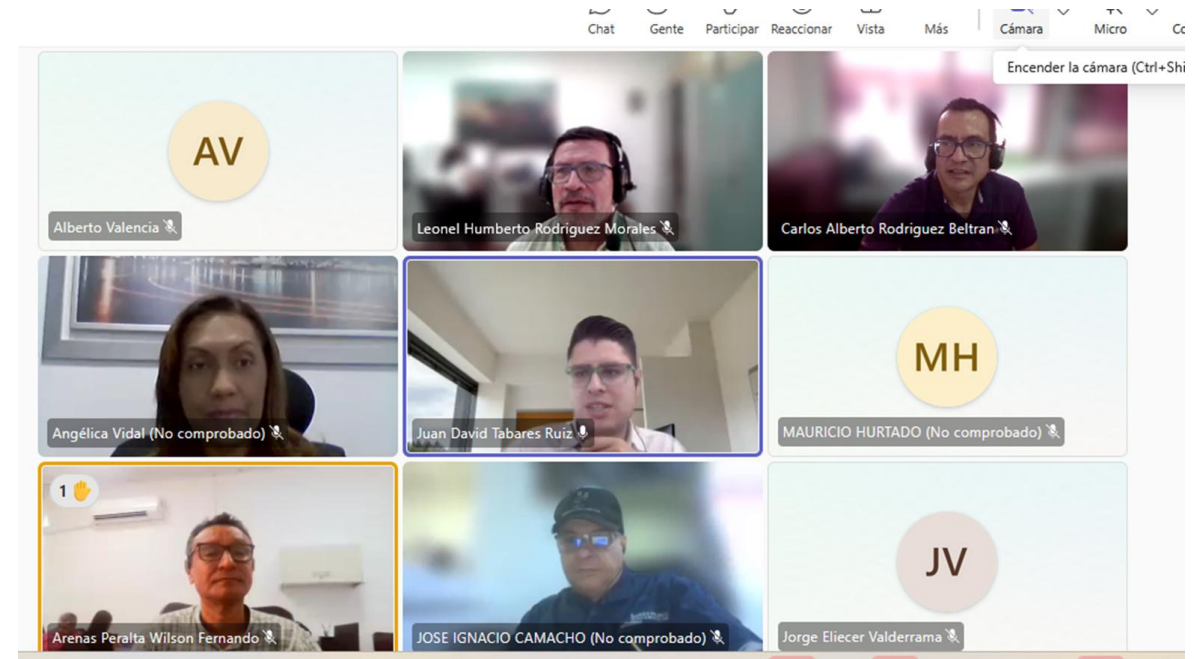 Chat Gente Participar Reaccionar Vista Más Cámara Micro
Encender la cámara (Ctrl+Shi
AV
Alberto Valencia
Leonel Humberto Rodriguez Morales
Carlos Alberto Rodriguez Beltran
Angélica Vidal (No comprobado)
Juan David Tabares Ruiz
MH
MAURICIO HURTADO (No comprobado)
1
Arenas Peralta Wilson Fernando
JOSE IGNACIO CAMACHO (No comprobado)
JV
Jorge Eliecer Valderrama